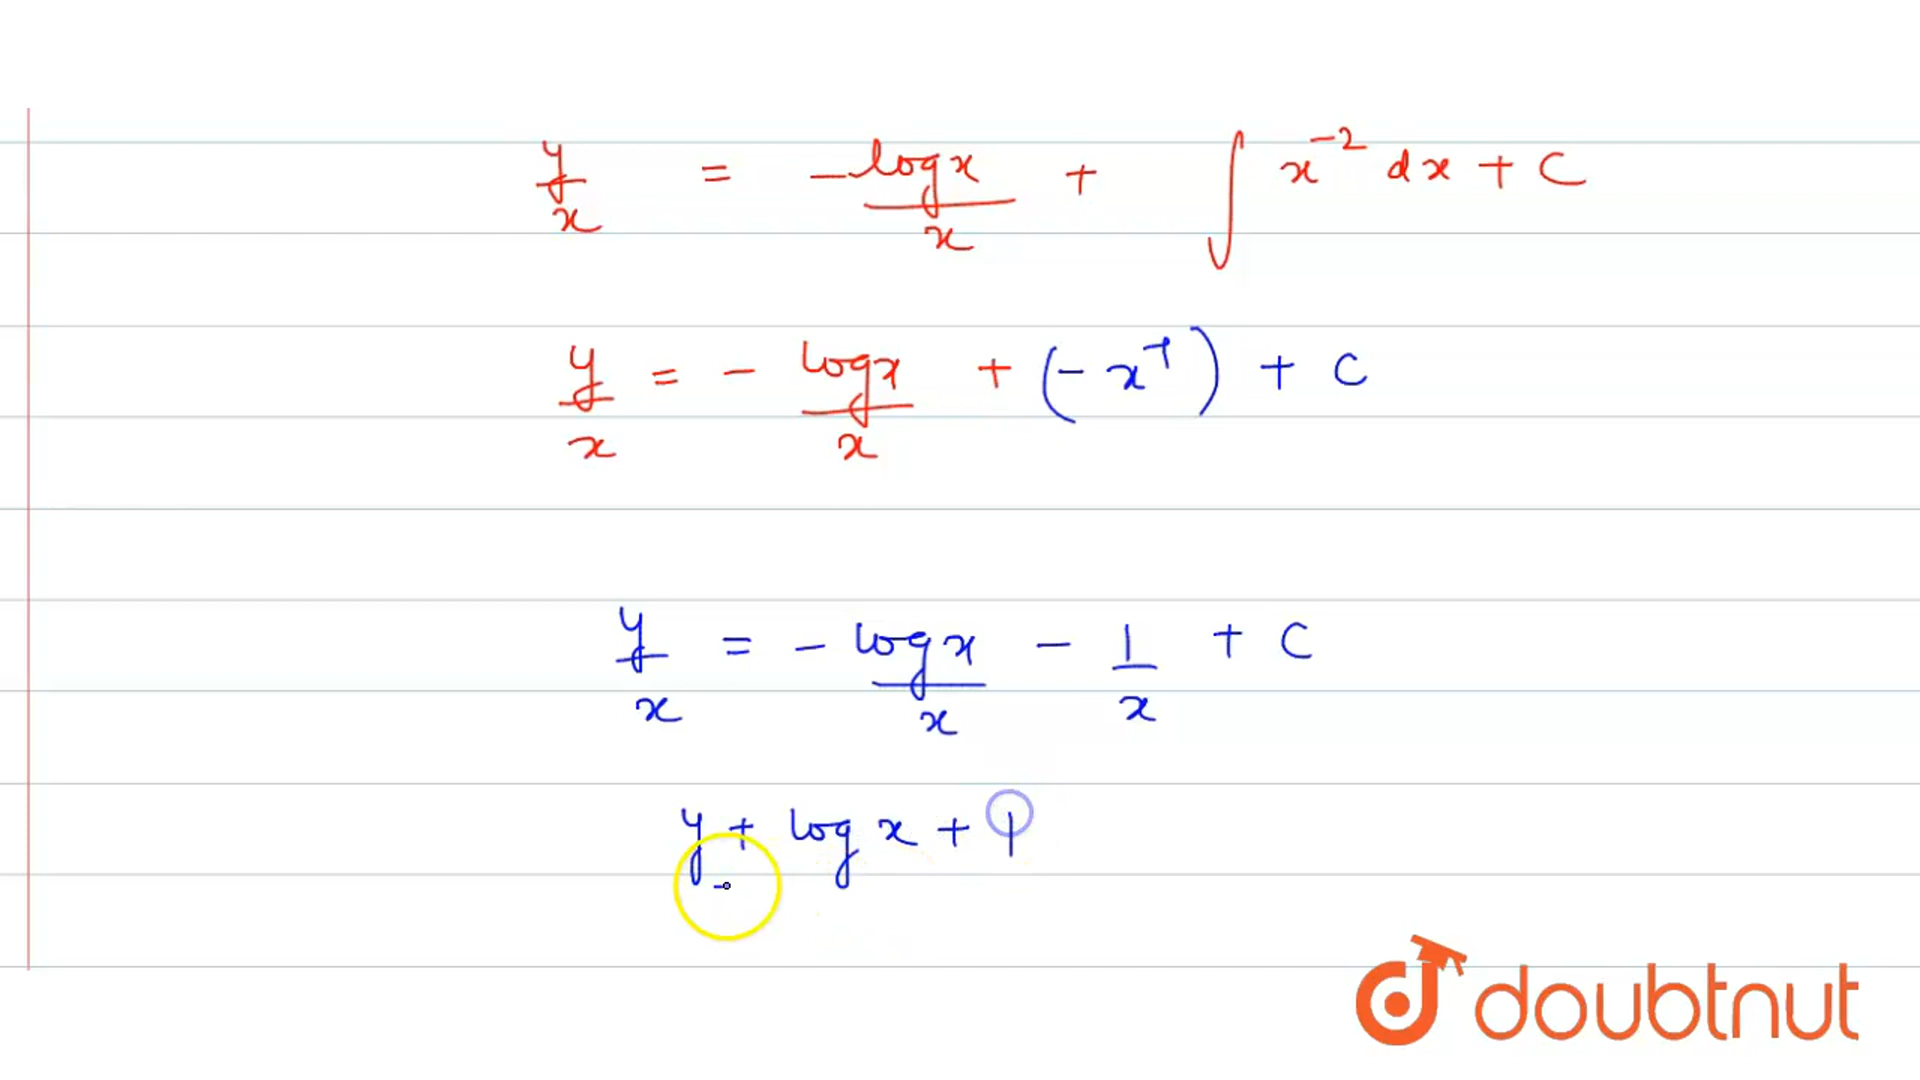 y/x = -log x/x + ∫ x⁻² dx + C
y/x = - log x/x + (- x⁻¹) + C
y/x = - log x/x - 1/x + C
y + log x + 1
doubtnut